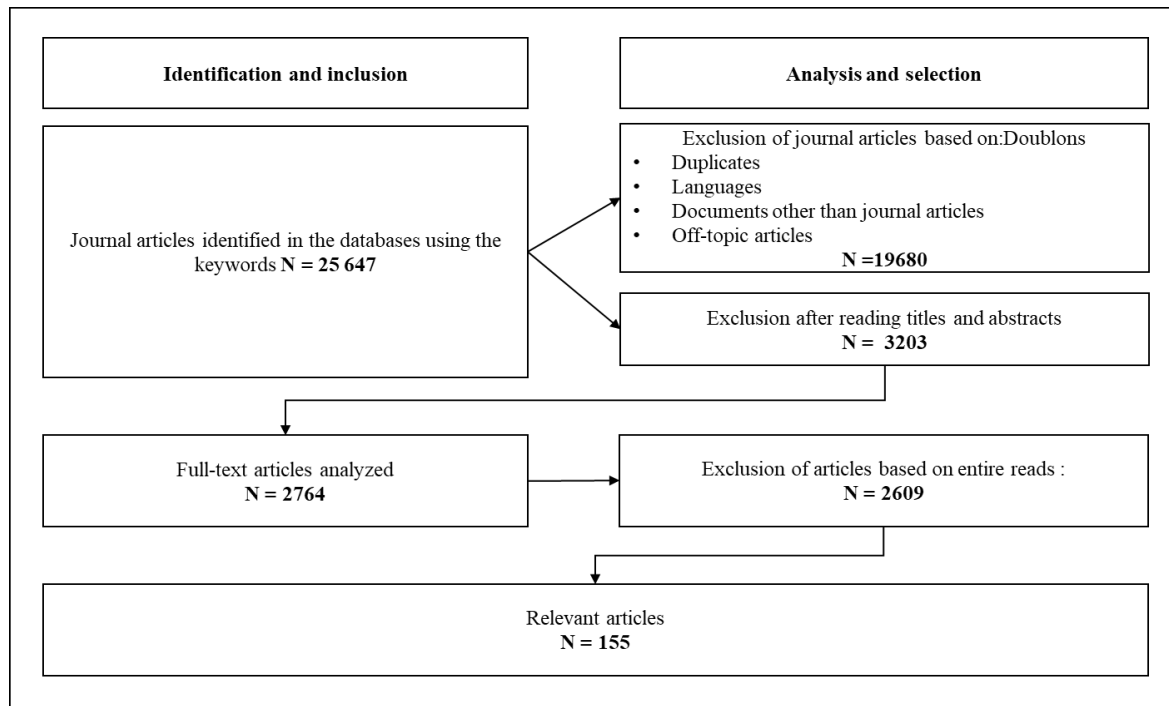 Identification and inclusion
Analysis and selection
Journal articles identified in the databases using the
keywords N = 25 647
Exclusion of journal articles based on:Doublons
• Duplicates
• Languages
• Documents other than journal articles
• Off-topic articles
N =19680
Exclusion after reading titles and abstracts
N = 3203
Full-text articles analyzed
N = 2764
Exclusion of articles based on entire reads :
N = 2609
Relevant articles
N = 155